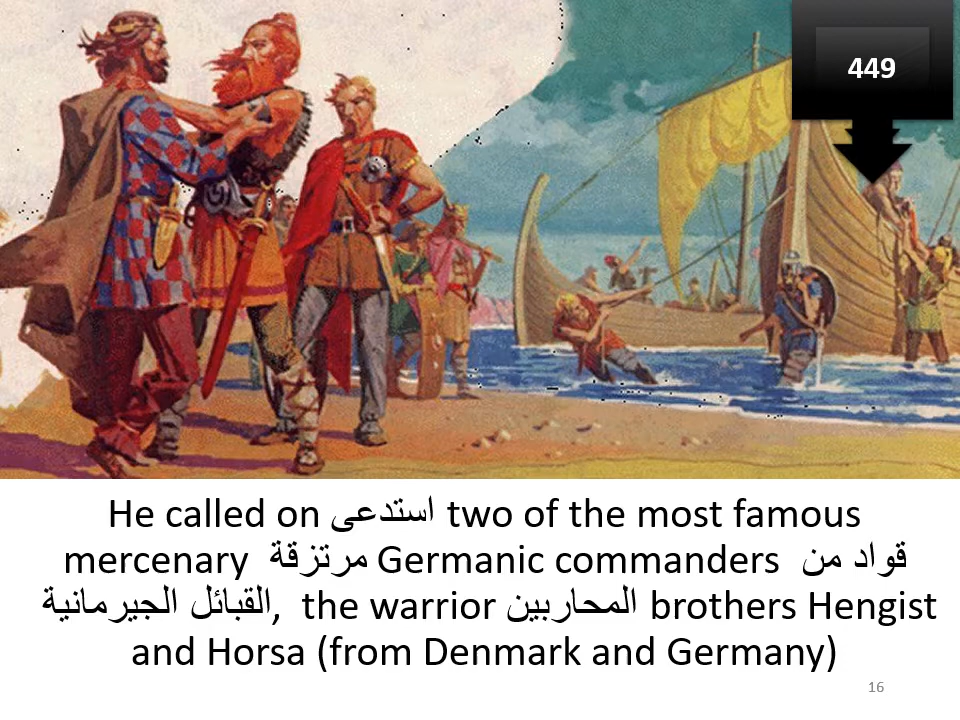 449
He called on استدعى two of the most famous
mercenary مرتزقة Germanic commanders قواد من
القبائل الجيرمانية, the warrior المحاربين brothers Hengist
and Horsa (from Denmark and Germany)
16